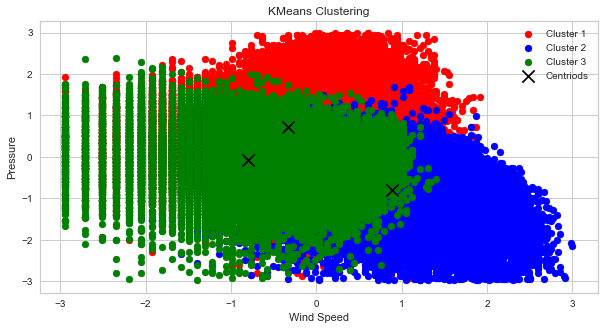 KMeans Clustering
3
2
1
0
−1
−2
−3
Pressure
Cluster 1
Cluster 2
Cluster 3
Centriods
−3 −2 −1 0 1 2 3
Wind Speed